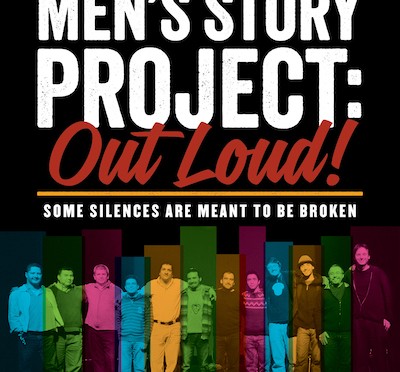 MEN'S STORY
PROJECT:
Out Loud!
SOME SILENCES ARE MEANT TO BE BROKEN